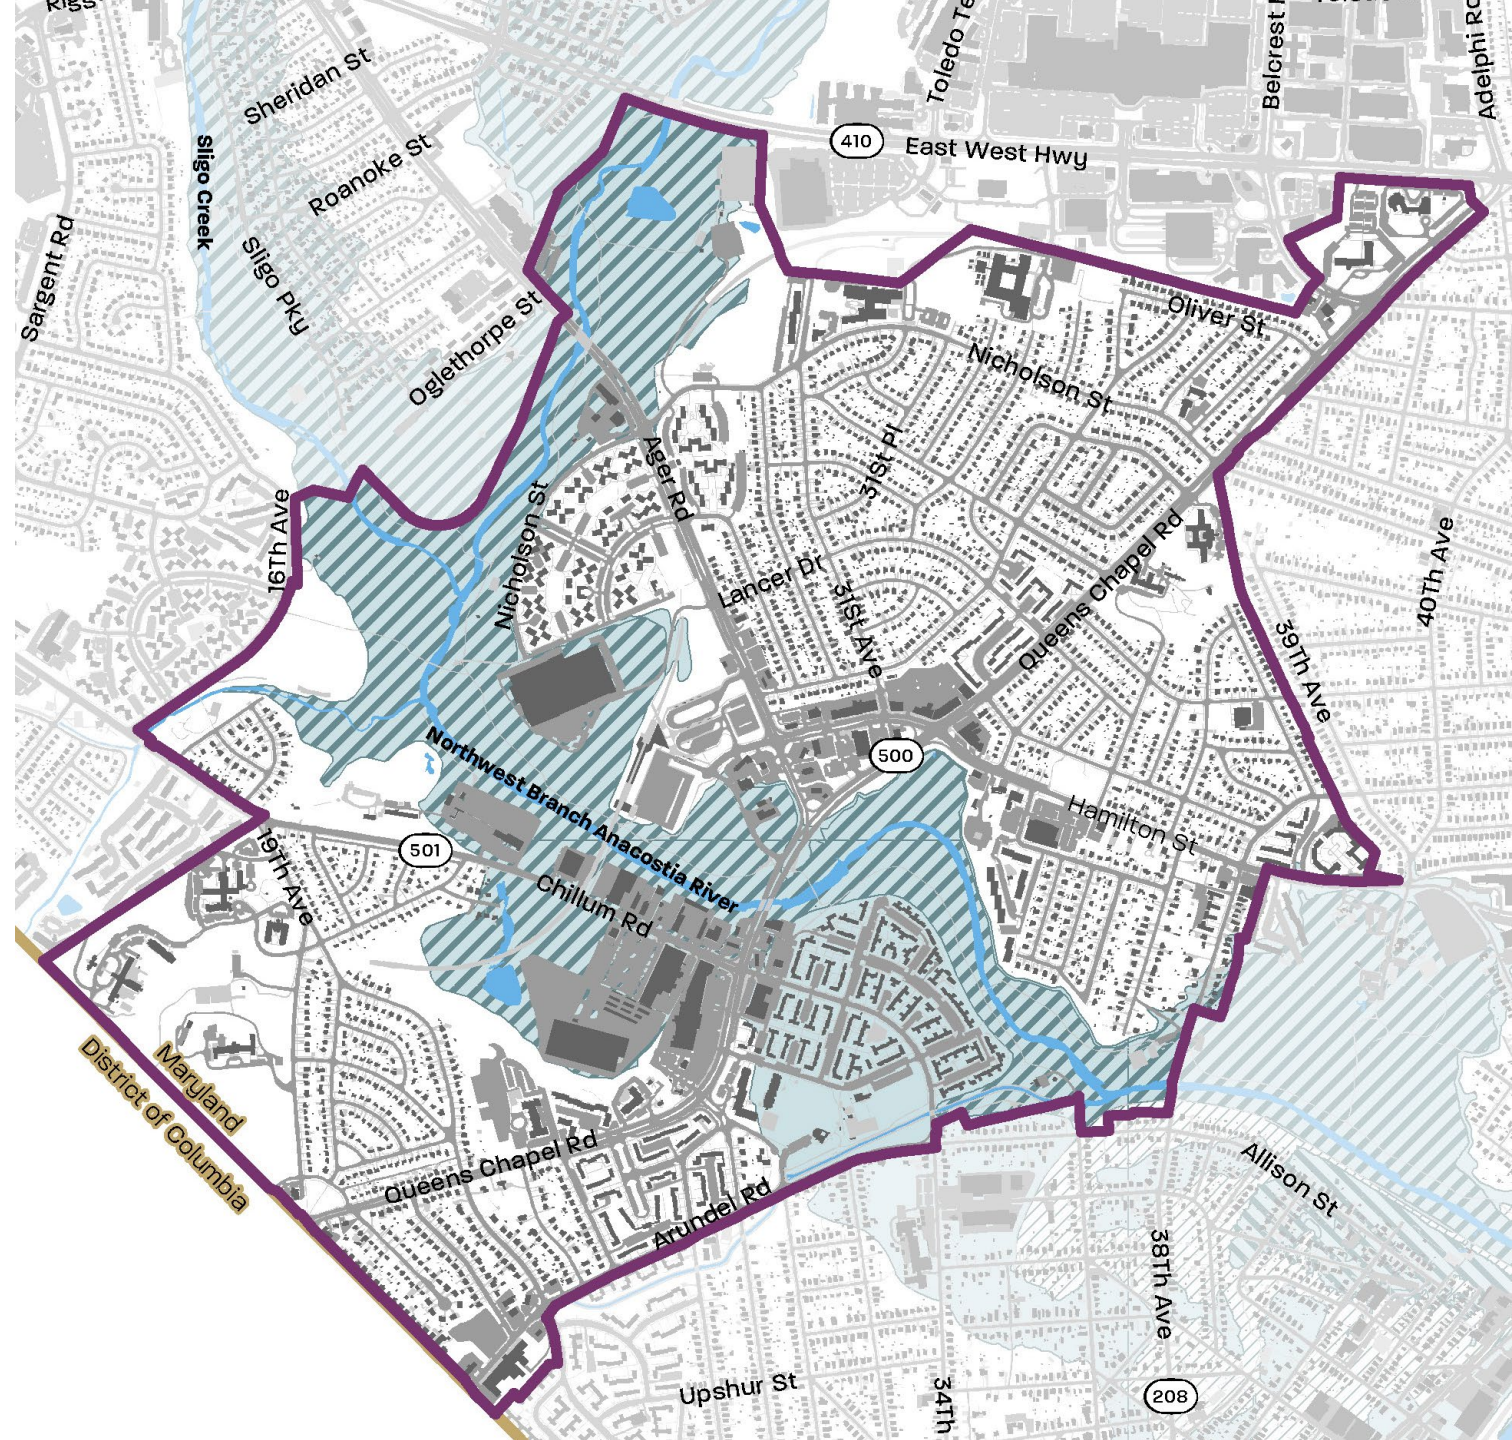 Toledo Te
Adelphi Rd
Sheridan St
Belcrest
410
East West Hwy
Sligo Creek
Roanoke St
Sargent Rd
Sligo Pky
Oglethorpe St
Oliver St
Nicholson St
31St Pl
Ager Rd
Nicholson St
16Th Ave
Queens Chapel Rd
40Th Ave
Lancer Dr
31St Ave
39Th Ave
500
Northwest Branch Anacostia River
Hamilton St
501
19Th Ave
Chillum Rd
Maryland
District of Columbia
Queens Chapel Rd
Arundel Rd
Allison St
38Th Ave
Upshur St
34Th
208